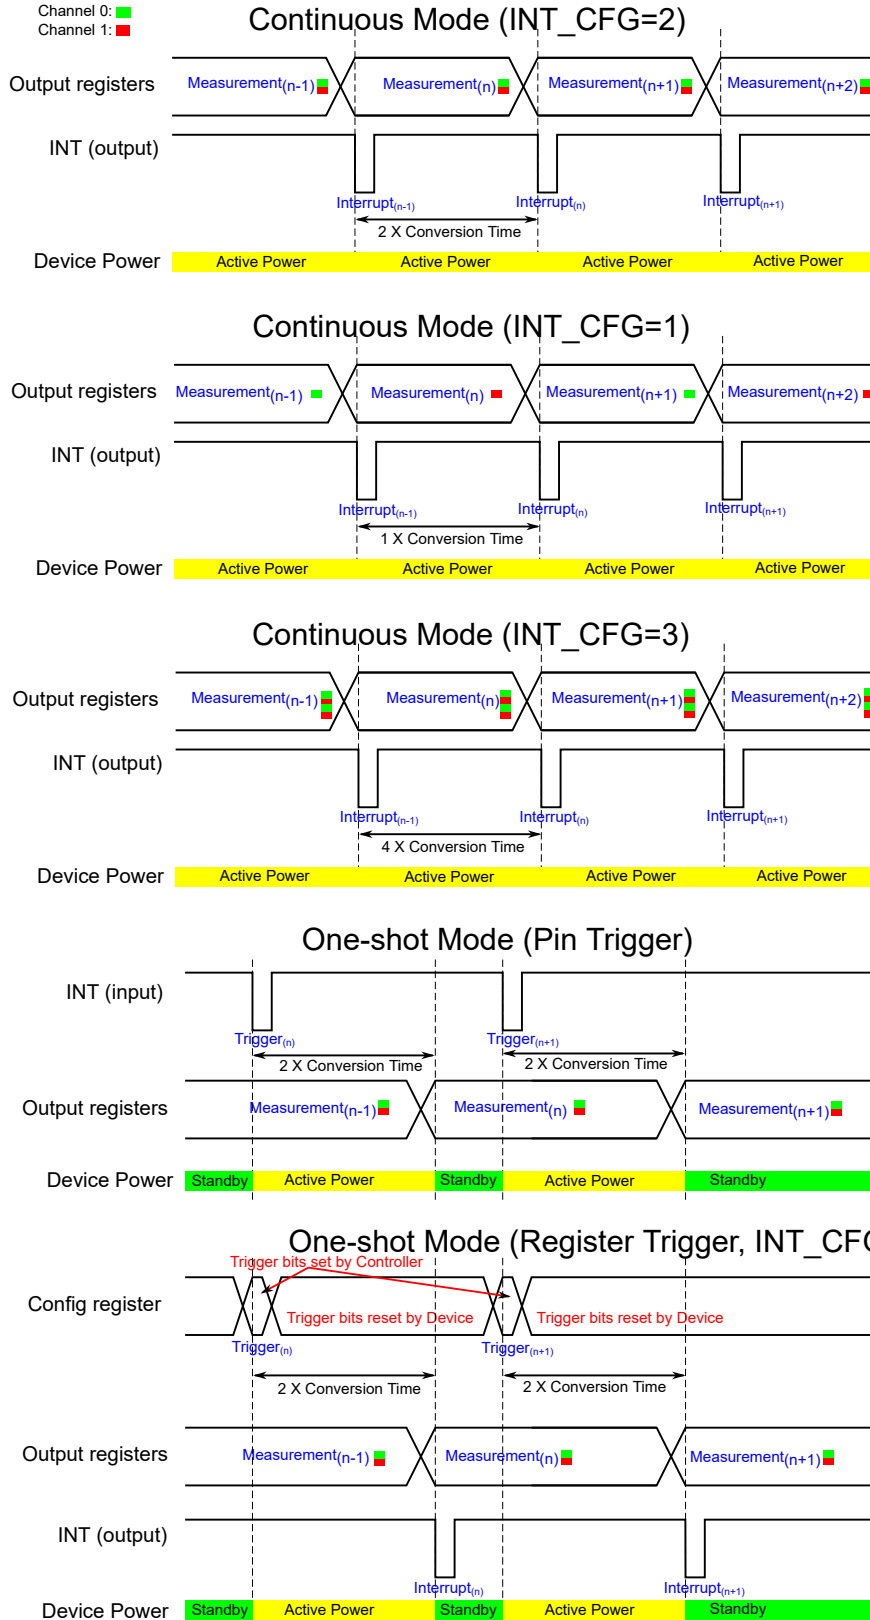 Channel 0:
Channel 1:
Continuous Mode (INT_CFG=2)
Output registers
Measurement(n-1)
Measurement(n)
Measurement(n+1)
Measurement(n+2)
INT (output)
Interrupt(n-1)
Interrupt(n)
Interrupt(n+1)
2 X Conversion Time
Device Power
Active Power
Active Power
Active Power
Active Power
Continuous Mode (INT_CFG=1)
Output registers
Measurement(n-1)
Measurement(n)
Measurement(n+1)
Measurement(n+2)
INT (output)
Interrupt(n-1)
Interrupt(n)
Interrupt(n+1)
1 X Conversion Time
Device Power
Active Power
Active Power
Active Power
Active Power
Continuous Mode (INT_CFG=3)
Output registers
Measurement(n-1)
Measurement(n)
Measurement(n+1)
Measurement(n+2)
INT (output)
Interrupt(n-1)
Interrupt(n)
Interrupt(n+1)
4 X Conversion Time
Device Power
Active Power
Active Power
Active Power
Active Power
One-shot Mode (Pin Trigger)
INT (input)
Trigger(n)
Trigger(n+1)
2 X Conversion Time
2 X Conversion Time
Output registers
Measurement(n-1)
Measurement(n)
Measurement(n+1)
Device Power
Standby
Active Power
Standby
Active Power
Standby
One-shot Mode (Register Trigger, INT_CFG
Trigger bits set by Controller
Config register
Trigger bits reset by Device
Trigger bits reset by Device
Trigger(n)
Trigger(n+1)
2 X Conversion Time
2 X Conversion Time
Output registers
Measurement(n-1)
Measurement(n)
Measurement(n+1)
INT (output)
Interrupt(n)
Interrupt(n+1)
Device Power
Standby
Active Power
Standby
Active Power
Standby